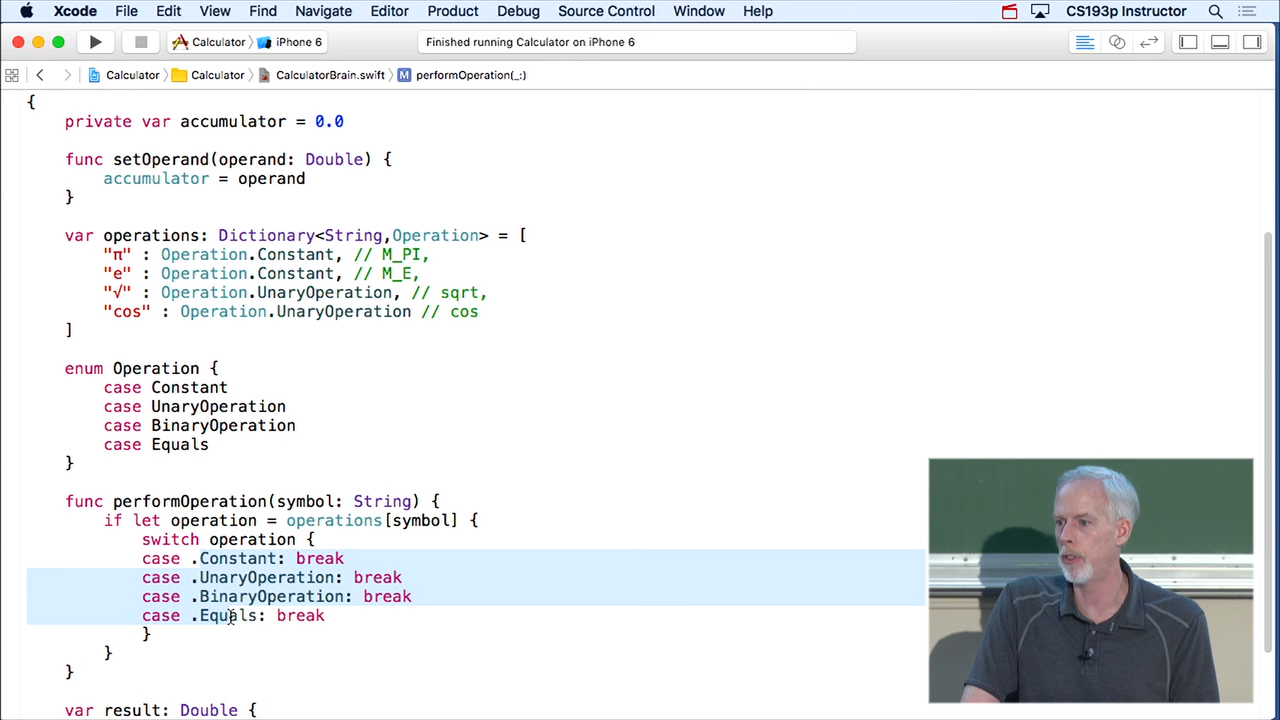 Xcode File Edit View Find Navigate Editor Product Debug Source Control Window Help CS193p Instructor
Calculator iPhone 6 Finished running Calculator on iPhone 6
Calculator Calculator CalculatorBrain.swift M performOperation(_:)
{
private var accumulator = 0.0
func setOperand(operand: Double) {
accumulator = operand
}
var operations: Dictionary<String,Operation> = [
"π" : Operation.Constant, // M_PI,
"e" : Operation.Constant, // M_E,
"√" : Operation.UnaryOperation, // sqrt,
"cos" : Operation.UnaryOperation // cos
]
enum Operation {
case Constant
case UnaryOperation
case BinaryOperation
case Equals
}
func performOperation(symbol: String) {
if let operation = operations[symbol] {
switch operation {
case .Constant: break
case .UnaryOperation: break
case .BinaryOperation: break
case .Equals: break
}
}
}
var result: Double {